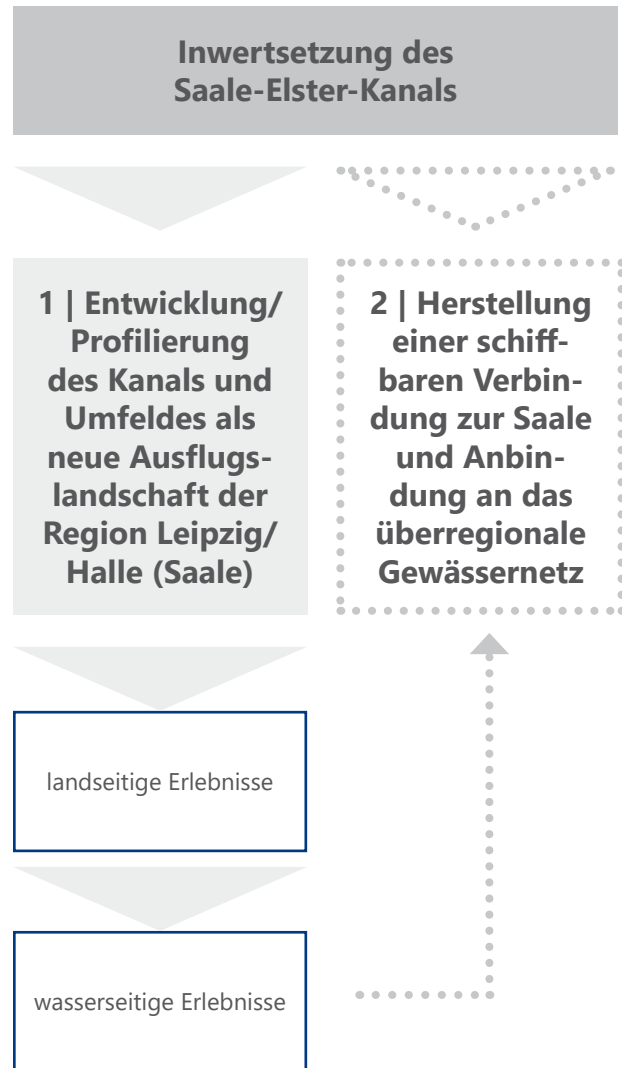 Inwertsetzung des
Saale-Elster-Kanals
1 | Entwicklung/
Profilierung
des Kanals und
Umfeldes als
neue Ausflugs-
landschaft der
Region Leipzig/
Halle (Saale)
2 | Herstellung
einer schiff-
baren Verbin-
dung zur Saale
und Anbin-
dung an das
überregionale
Gewässernetz
landseitige Erlebnisse
wasserseitige Erlebnisse